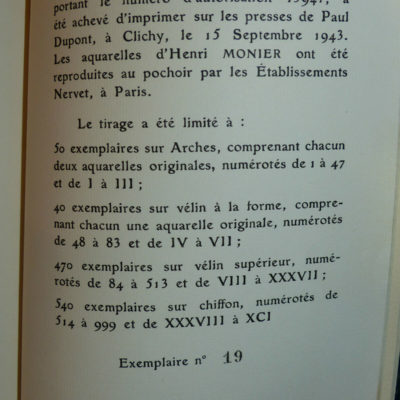 portant le numéro d'autorisation 19947, a
été achevé d'imprimer sur les presses de Paul
Dupont, à Clichy, le 15 Septembre 1943.
Les aquarelles d'Henri MONIER ont été
reproduites au pochoir par les Établissements
Nervet, à Paris.
Le tirage a été limité à :
50 exemplaires sur Arches, comprenant chacun
deux aquarelles originales, numérotés de 1 à 47
et de I à III ;
40 exemplaires sur vélin à la forme, compre-
nant chacun une aquarelle originale, numérotés
de 48 à 83 et de IV à VII ;
470 exemplaires sur vélin supérieur, numé-
rotés de 84 à 513 et de VIII à XXXVII ;
540 exemplaires sur chiffon, numérotés de
514 à 999 et de XXXVIII à XCI
Exemplaire n° 19